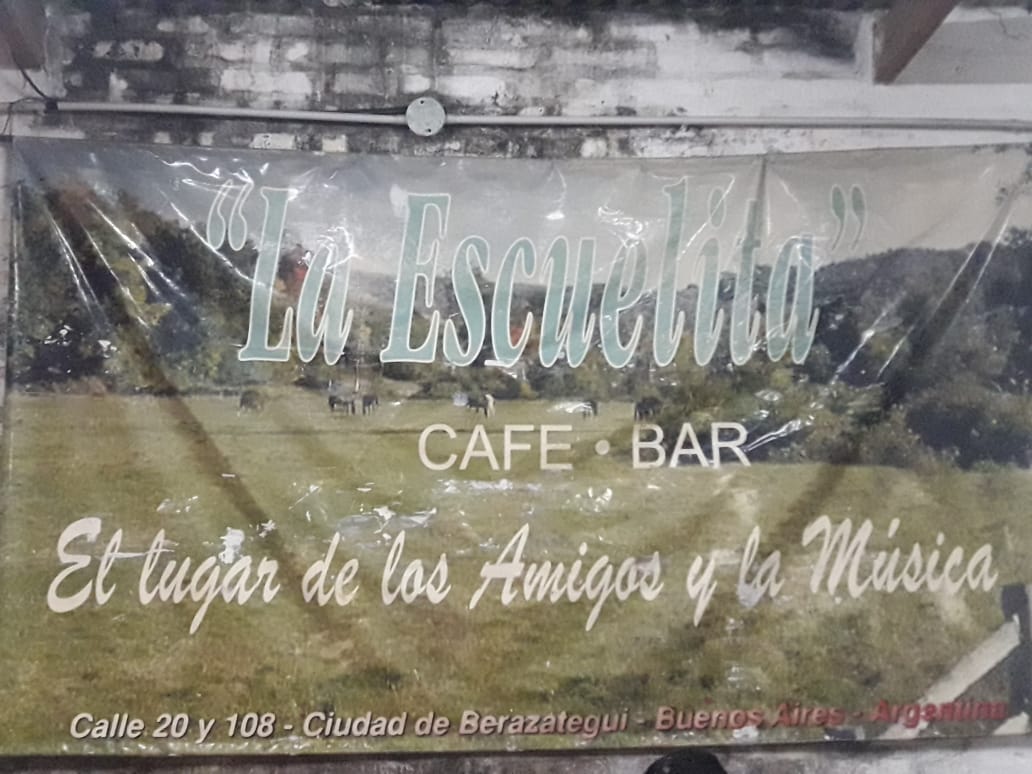 "La Escuelita"
CAFE • BAR
El lugar de los Amigos y la Música
Calle 20 y 108 - Ciudad de Berazategui - Buenos Aires - Argentina